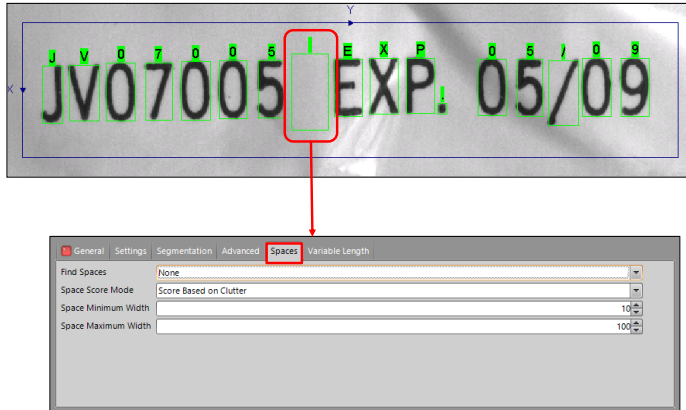 Y
J V 0 7 0 0 5 | E X P 0 5 / 0 9
X JV07005 EXP. 05/09
General Settings Segmentation Advanced Spaces Variable Length
Find Spaces None
Space Score Mode Score Based on Clutter
Space Minimum Width 10
Space Maximum Width 100